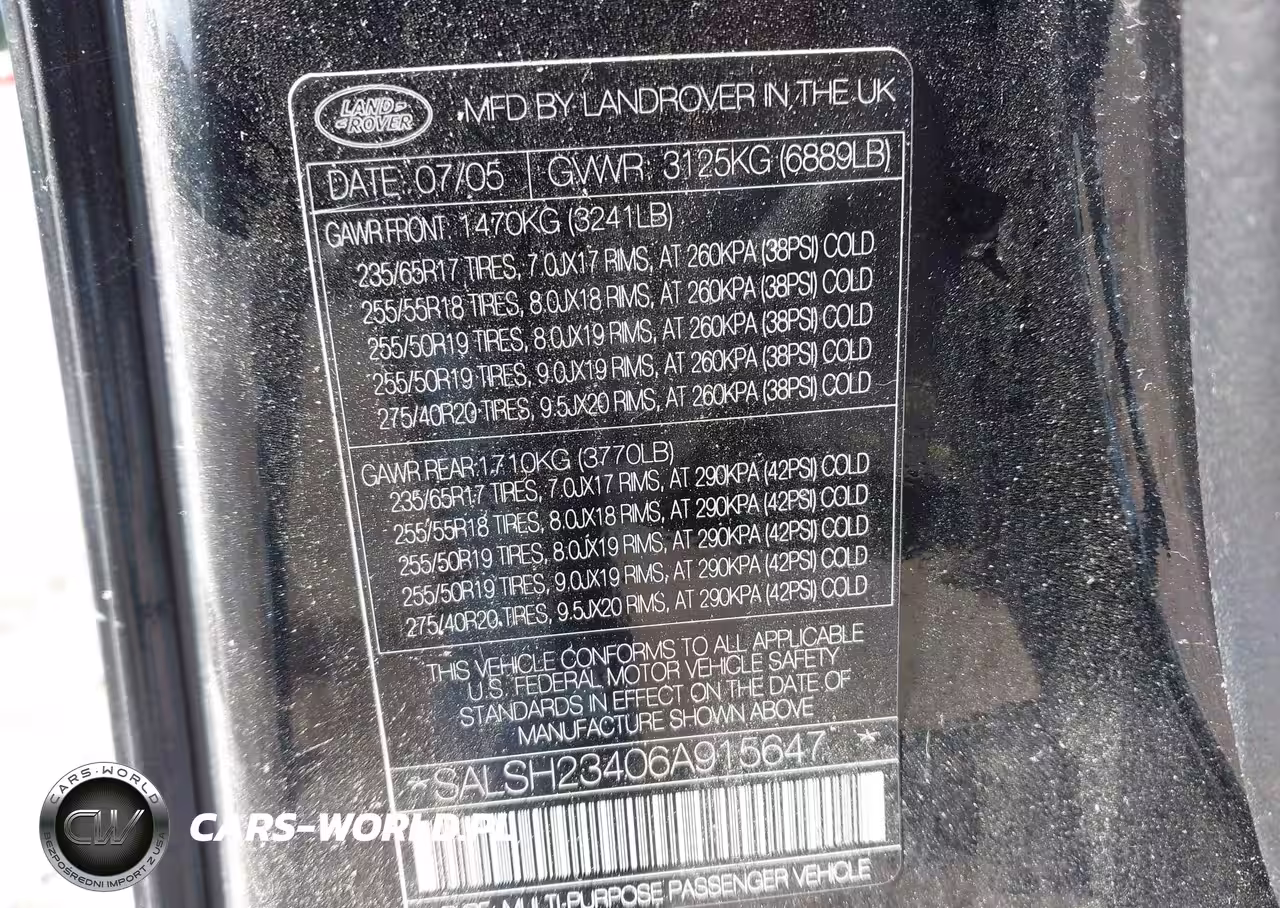 LAND-
-ROVER
MFD BY LANDROVER IN THE UK
DATE: 07/05 GVWR: 3125KG (6889LB)
GAWR FRONT: 1470KG (3241LB)
235/65R17 TIRES, 7.0JX17 RIMS, AT 260KPA (38PSI) COLD
255/55R18 TIRES, 8.0JX18 RIMS, AT 260KPA (38PSI) COLD
255/50R19 TIRES, 8.0JX19 RIMS, AT 260KPA (38PSI) COLD
255/50R19 TIRES, 9.0JX19 RIMS, AT 260KPA (38PSI) COLD
275/40R20 TIRES, 9.5JX20 RIMS, AT 260KPA (38PSI) COLD
GAWR REAR: 1710KG (3770LB)
235/65R17 TIRES, 7.0JX17 RIMS, AT 290KPA (42PSI) COLD
255/55R18 TIRES, 8.0JX18 RIMS, AT 290KPA (42PSI) COLD
255/50R19 TIRES, 8.0JX19 RIMS, AT 290KPA (42PSI) COLD
255/50R19 TIRES, 9.0JX19 RIMS, AT 290KPA (42PSI) COLD
275/40R20 TIRES, 9.5JX20 RIMS, AT 290KPA (42PSI) COLD
THIS VEHICLE CONFORMS TO ALL APPLICABLE
U.S. FEDERAL MOTOR VEHICLE SAFETY
STANDARDS IN EFFECT ON THE DATE OF
MANUFACTURE SHOWN ABOVE
*SALSH23406A915647*
MULTI-PURPOSE PASSENGER VEHICLE
CARS-WORLD
CW
BEZPOŚREDNI IMPORT Z USA
CARS-WORLD.PL